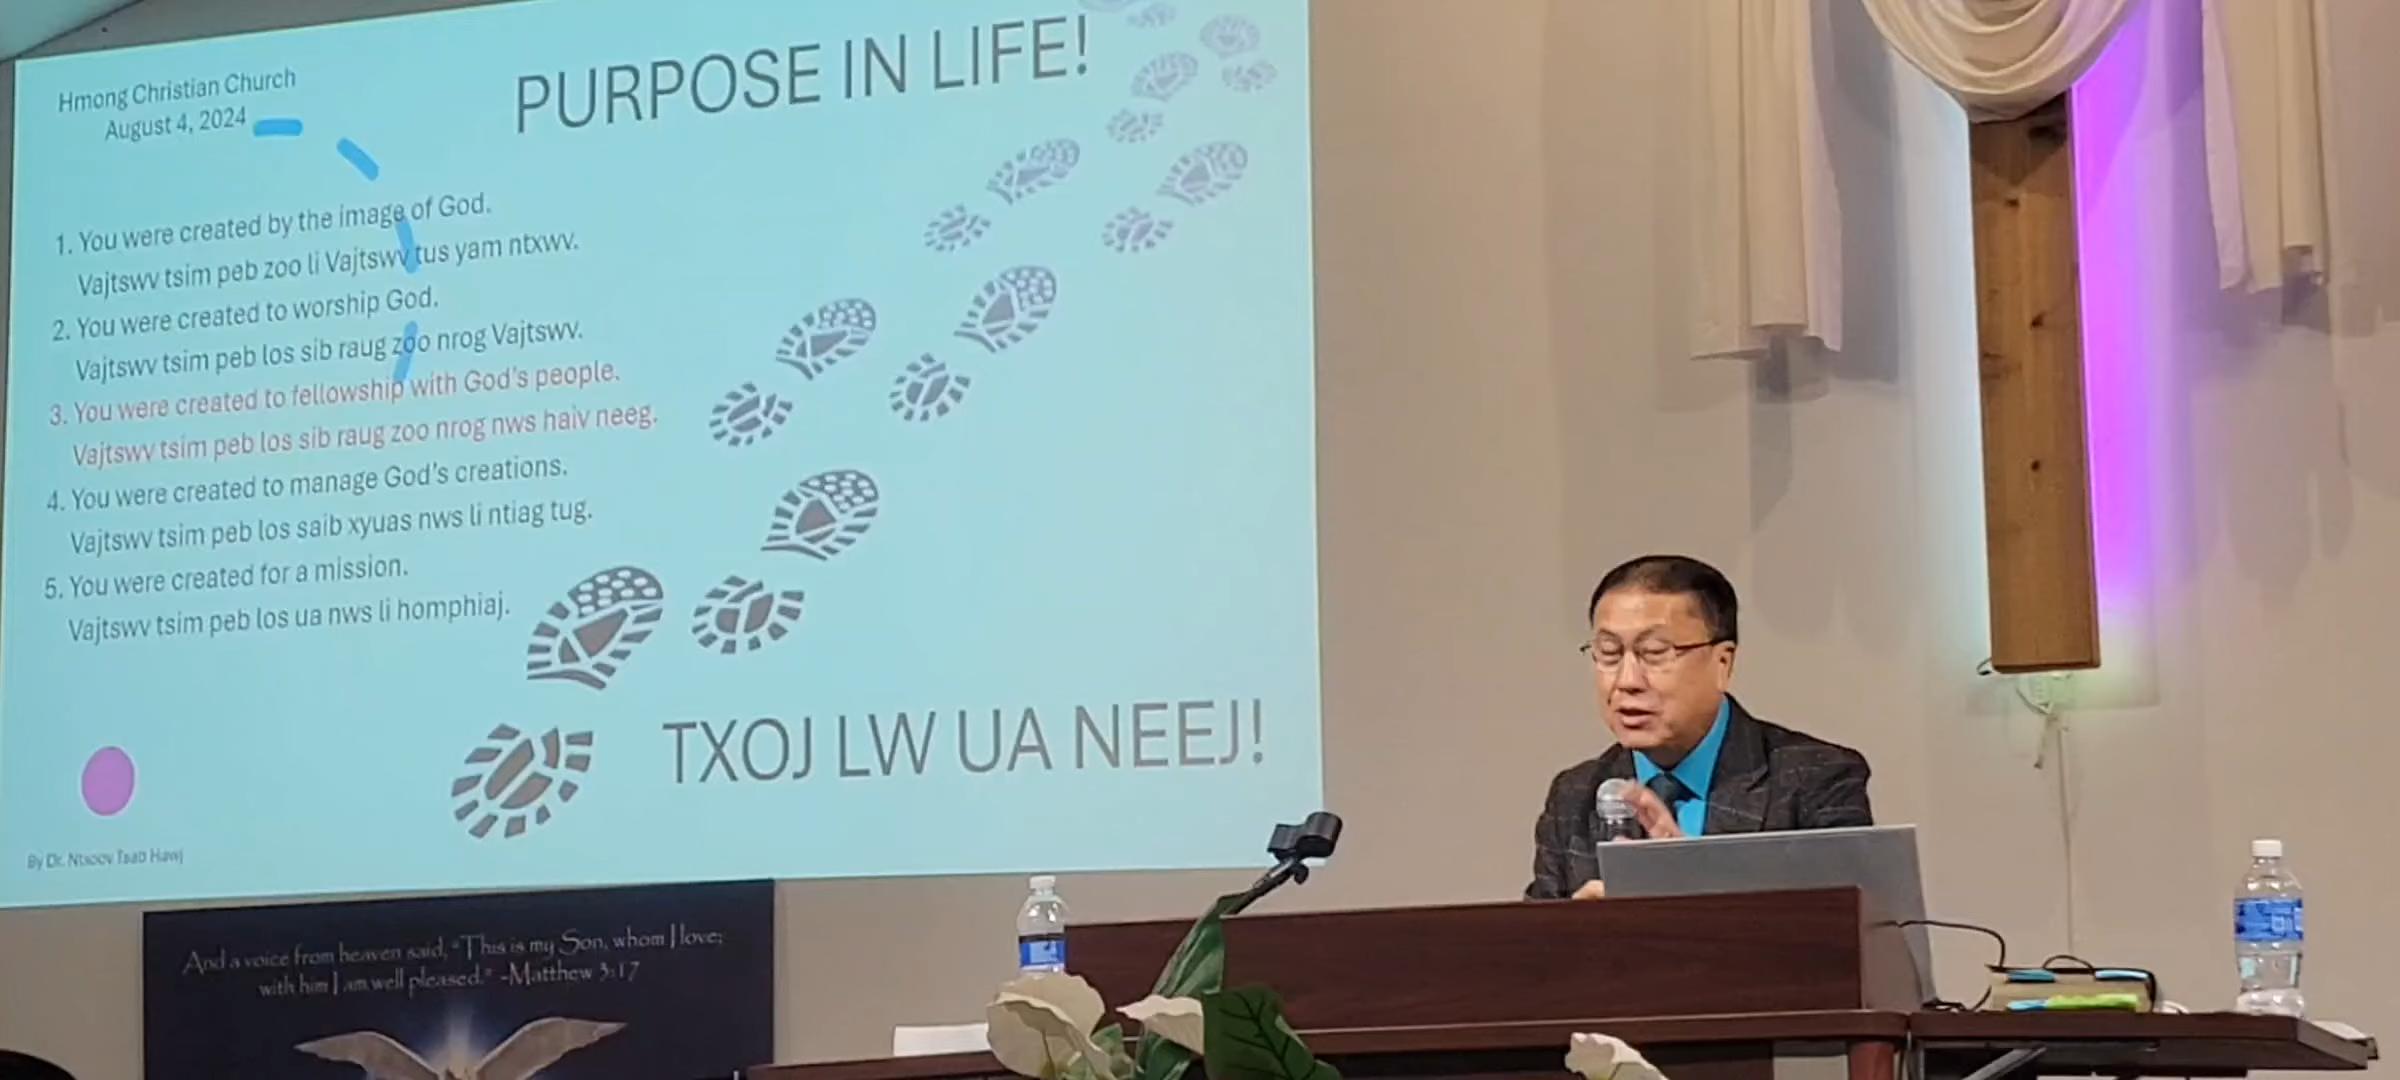 Hmong Christian Church
August 4, 2024
PURPOSE IN LIFE!
1. You were created by the image of God.
Vajtswv tsim peb zoo li Vajtswv tus yam ntxwv.
2. You were created to worship God.
Vajtswv tsim peb los sib raug zoo nrog Vajtswv.
3. You were created to fellowship with God's people.
Vajtswv tsim peb los sib raug zoo nrog nws haiv neeg.
4. You were created to manage God's creations.
Vajtswv tsim peb los saib xyuas nws li ntiag tug.
5. You were created for a mission.
Vajtswv tsim peb los ua nws li homphiaj.
TXOJ LW UA NEEJ!
By Dr. Ntsoov Taab Hawj
And a voice from heaven said, "This is my Son, whom I love;
with him I am well pleased." -Matthew 3:17